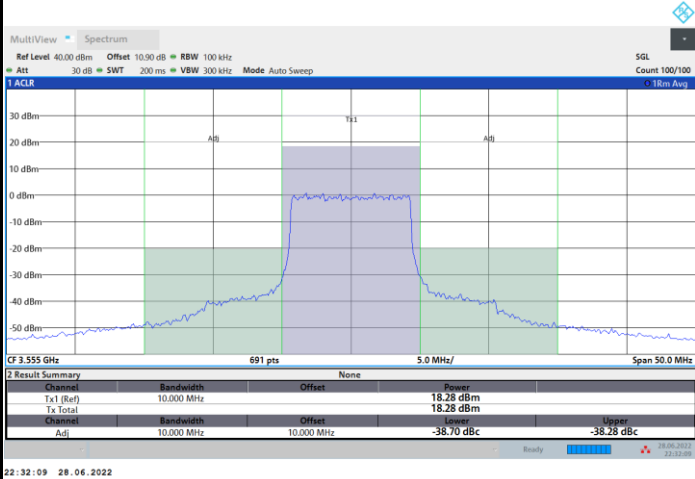 MultiView Spectrum
Ref Level 40.00 dBm Offset 10.90 dB RBW 100 kHz SGL
Att 30 dB SWT 200 ms VBW 300 kHz Mode Auto Sweep Count 100/100
1 ACLR 1Rm Avg
30 dBm
Tx1
20 dBm
Adj Adj
10 dBm
0 dBm
-10 dBm
-20 dBm
-30 dBm
-40 dBm
-50 dBm
CF 3.555 GHz 691 pts 5.0 MHz/ Span 50.0 MHz
2 Result Summary None
Channel Bandwidth Offset Power
Tx1 (Ref) 10.000 MHz 18.28 dBm
Tx Total 18.28 dBm
Channel Bandwidth Offset Lower Upper
Adj 10.000 MHz 10.000 MHz -38.70 dBc -38.28 dBc
Ready 28.06.2022
22:32:09
22:32:09 28.06.2022